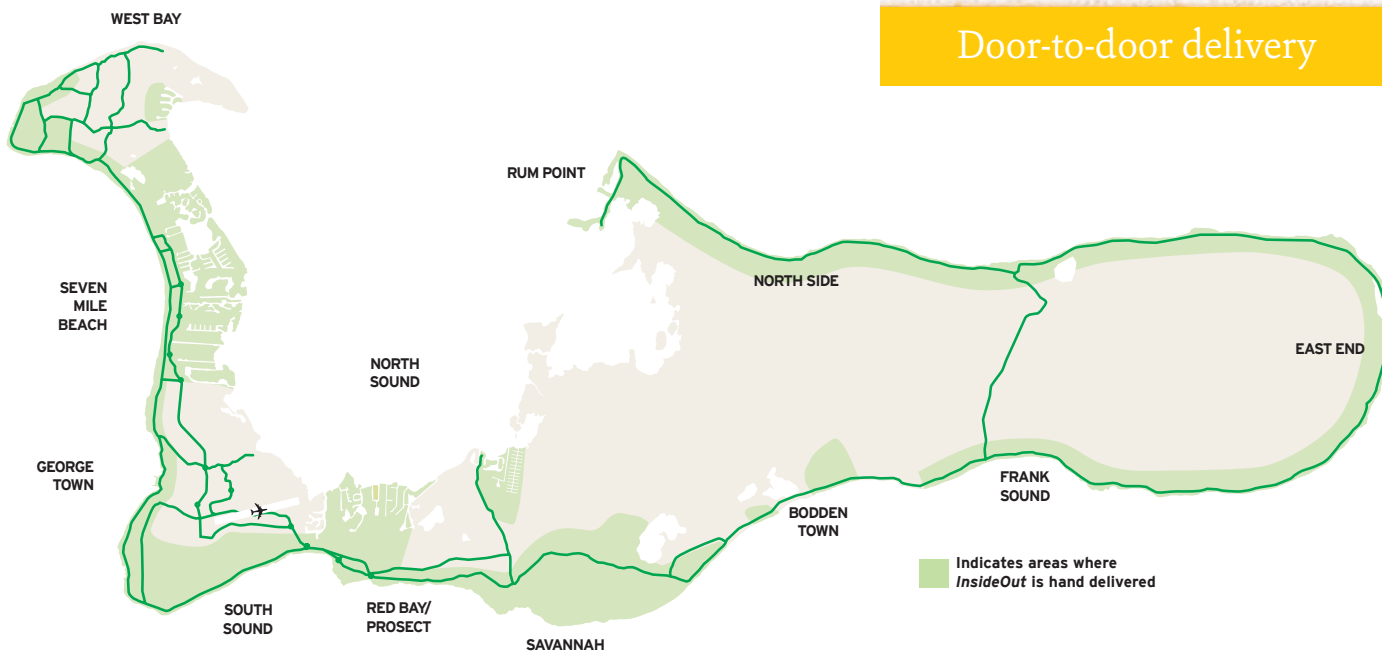 WEST BAY
Door-to-door delivery
RUM POINT
NORTH SIDE
SEVEN
MILE
BEACH
EAST END
NORTH
SOUND
GEORGE
TOWN
FRANK
SOUND
BODDEN
TOWN
Indicates areas where
InsideOut is hand delivered
SOUTH
SOUND
RED BAY/
PROSECT
SAVANNAH